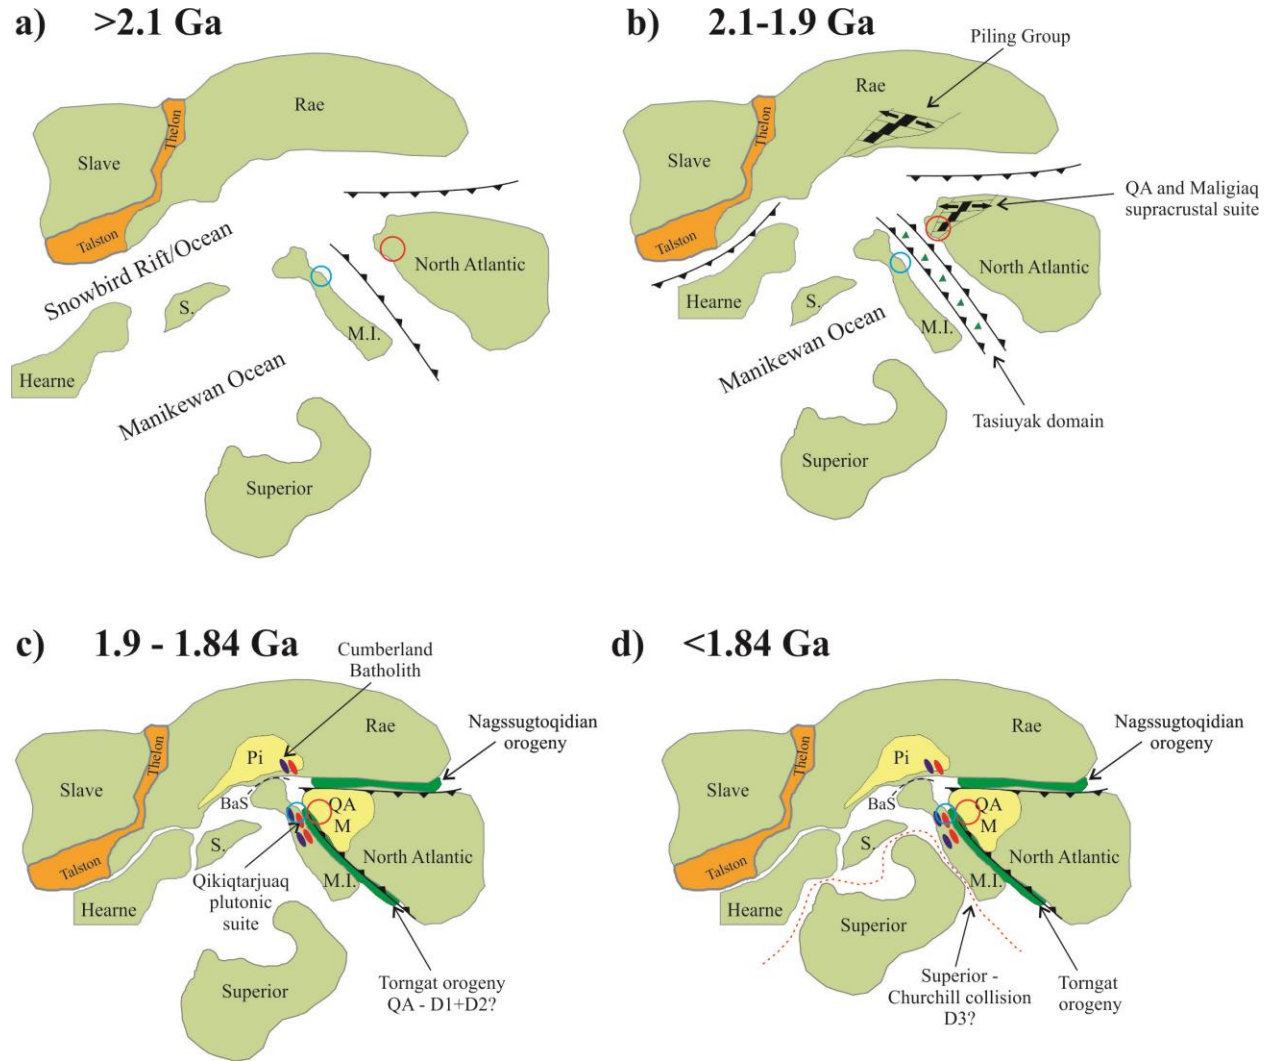 a) >2.1 Ga
Rae
Thelon
Slave
Talston
Snowbird Rift/Ocean
North Atlantic
S.
M.I.
Hearne
Manikewan Ocean
Superior
b) 2.1-1.9 Ga
Piling Group
Rae
Thelon
Slave
QA and Maligiaq
supracrustal suite
Talston
North Atlantic
Hearne
S.
M.I.
Manikewan Ocean
Tasiuyak domain
Superior
c) 1.9 - 1.84 Ga
Cumberland
Batholith
Rae
Nagssugtoqidian
orogeny
Thelon
Pi
Slave
BaS
QA
M
S.
North Atlantic
Talston
M.I.
Hearne
Qikiqtarjuaq
plutonic
suite
Superior
Torngat orogeny
QA - D1+D2?
d) <1.84 Ga
Rae
Nagssugtoqidian
orogeny
Thelon
Pi
Slave
BaS
QA
M
S.
North Atlantic
Talston
M.I.
Hearne
Superior
Superior -
Churchill collision
D3?
Torngat
orogeny